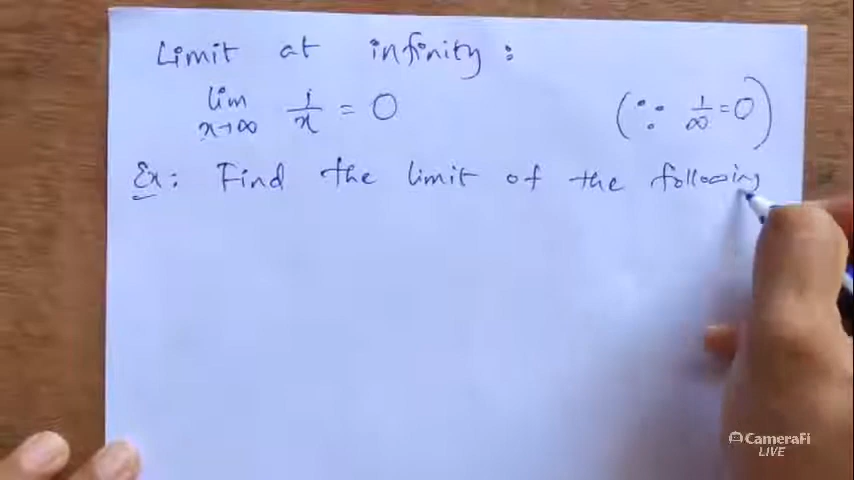 Limit at infinity :
lim x→∞ 1/x = 0 (∵ 1/∞ = 0)
Ex: Find the limit of the following
CameraFi
LIVE